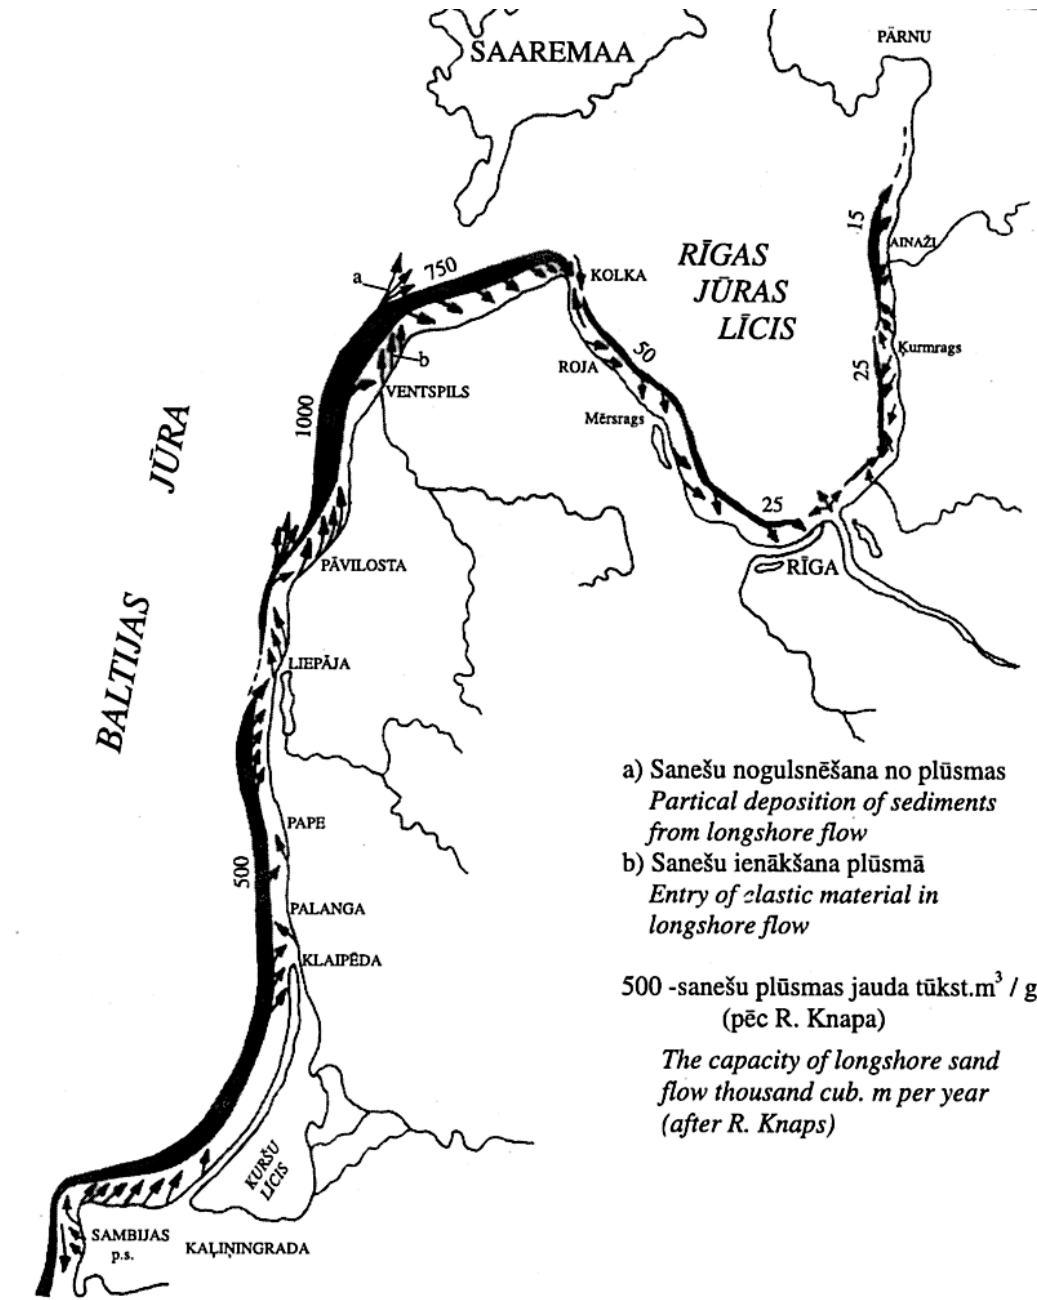 SAAREMAA
PÄRNU
15
AINAŽI
RĪGAS
JŪRAS
LĪCIS
a
750
KOLKA
50
ROJA
Ķurmrags
25
b
VENTSPILS
Mērsrags
1000
JŪRA
25
RĪGA
PĀVILOSTA
BALTIJAS
LIEPĀJA
a) Sanešu nogulsnēšana no plūsmas
Partical deposition of sediments
from longshore flow
PAPE
500
b) Sanešu ienākšana plūsmā
Entry of clastic material in
longshore flow
PALANGA
KLAIPĒDA
500 -sanešu plūsmas jauda tūkst.m³ / g
(pēc R. Knapa)
The capacity of longshore sand
flow thousand cub. m per year
(after R. Knaps)
KURŠU
LĪCIS
SAMBIJAS
p.s.
KAĻIŅINGRADA